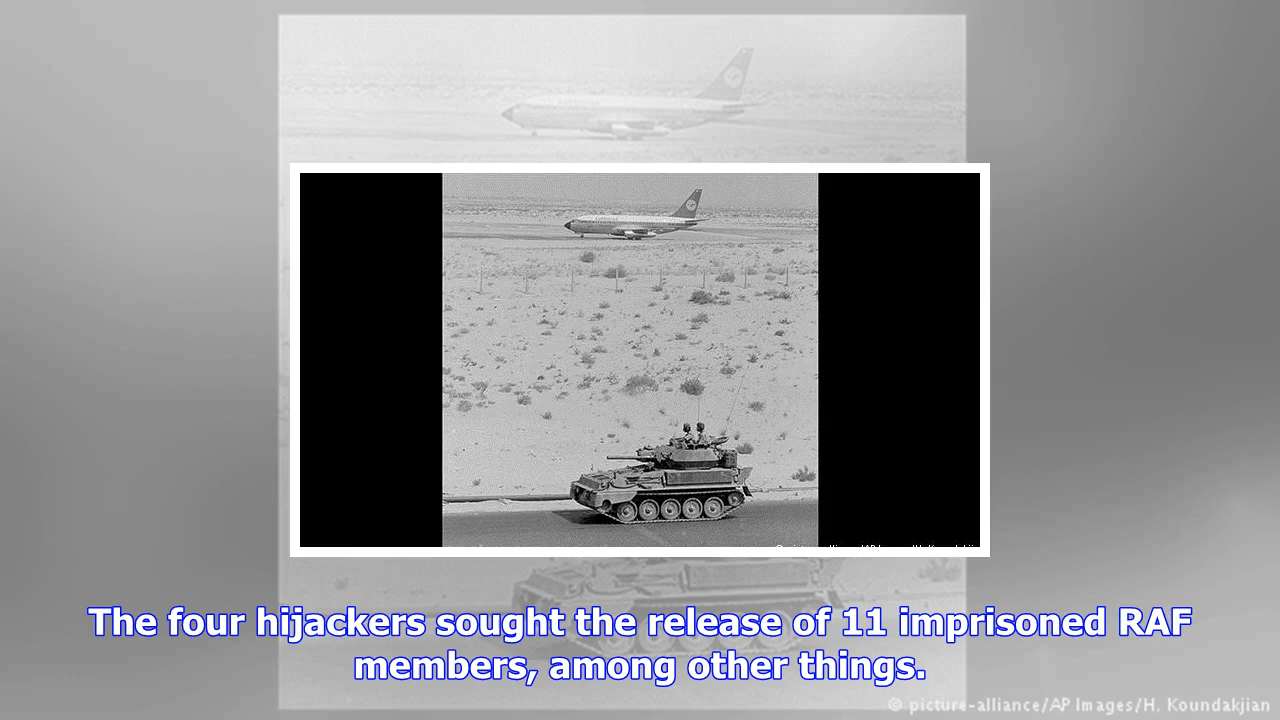 The four hijackers sought the release of 11 imprisoned RAF
members, among other things.
© picture-alliance/AP Images/H. Koundakjian